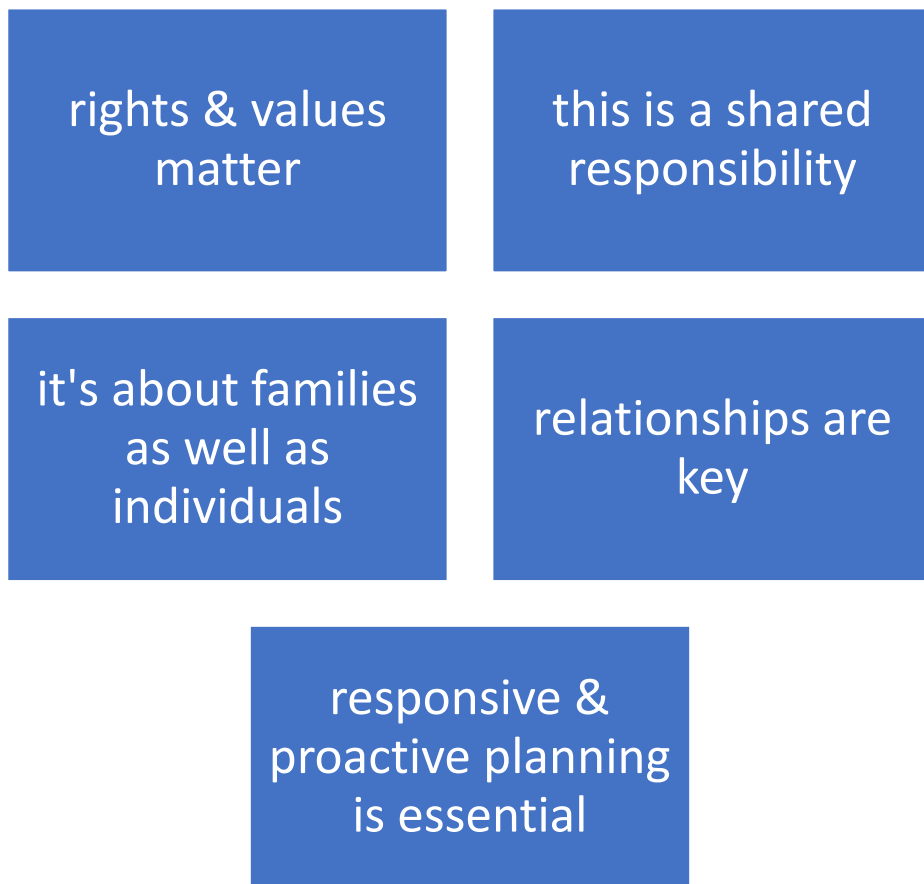 rights & values
matter
this is a shared
responsibility
it's about families
as well as
individuals
relationships are
key
responsive &
proactive planning
is essential